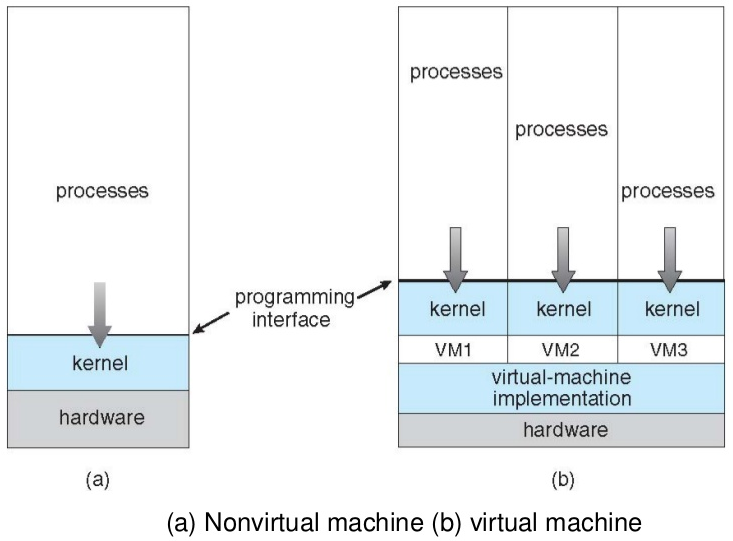 processes
kernel
hardware
(a)
programming
interface
processes
processes
processes
kernel
kernel
kernel
VM1
VM2
VM3
virtual-machine
implementation
hardware
(b)
(a) Nonvirtual machine (b) virtual machine